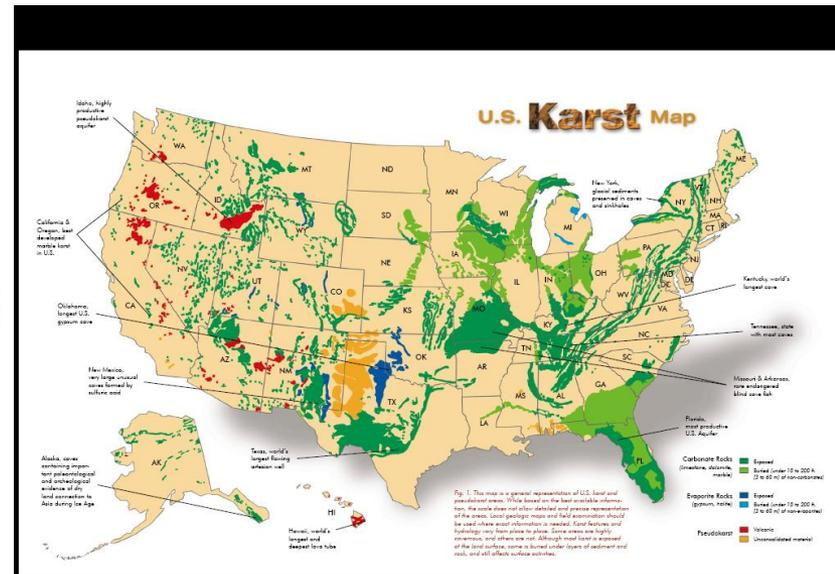 U.S. Karst Map
Idaho, highly
productive
pseudokarst
aquifer
California &
Oregon, best
developed
marble karst
in U.S.
Oklahoma,
longest U.S.
gypsum cave
New Mexico,
very large unusual
caves formed by
sulfuric acid
Alaska, caves
containing impor-
tant paleontological
and archeological
evidence of dry
land connection to
Asia during Ice Age
Texas, world's
largest flowing
artesian well
Hawaii, world's
longest and
deepest lava tube
New York,
glacial sediments
preserved in caves
and sinkholes
Kentucky, world's
longest cave
Tennessee, state
with most caves
Missouri & Arkansas,
rare endangered
blind cave fish
Florida,
most productive
U.S. Aquifer
WA
OR
CA
ID
NV
MT
WY
UT
AZ
CO
NM
ND
SD
NE
KS
OK
TX
MN
IA
MO
AR
LA
WI
IL
MS
MI
IN
KY
TN
AL
OH
WV
VA
NC
SC
GA
FL
PA
NY
VT
NH
ME
MA
CT
RI
NJ
DE
MD
DC
AK
HI
Fig. 1. This map is a general representation of U.S. karst and
pseudokarst areas. While based on the best available informa-
tion, the scale does not allow detailed and precise representation
of the areas. Local geologic maps and field examination should
be used where exact information is needed. Karst features and
hydrology vary from place to place. Some areas are highly
cavernous, and others are not. Although most karst is exposed
at the land surface, some is buried under layers of sediment and
rock, and still affects surface activities.
Carbonate Rocks
(limestone, dolomite,
marble)
Exposed
Buried (under 10 to 200 ft.
(3 to 60 m) of non-carbonates)
Evaporite Rocks
(gypsum, halite)
Exposed
Buried (under 10 to 200 ft.
(3 to 60 m) of non-evaporites)
Pseudokarst
Volcanic
Unconsolidated material